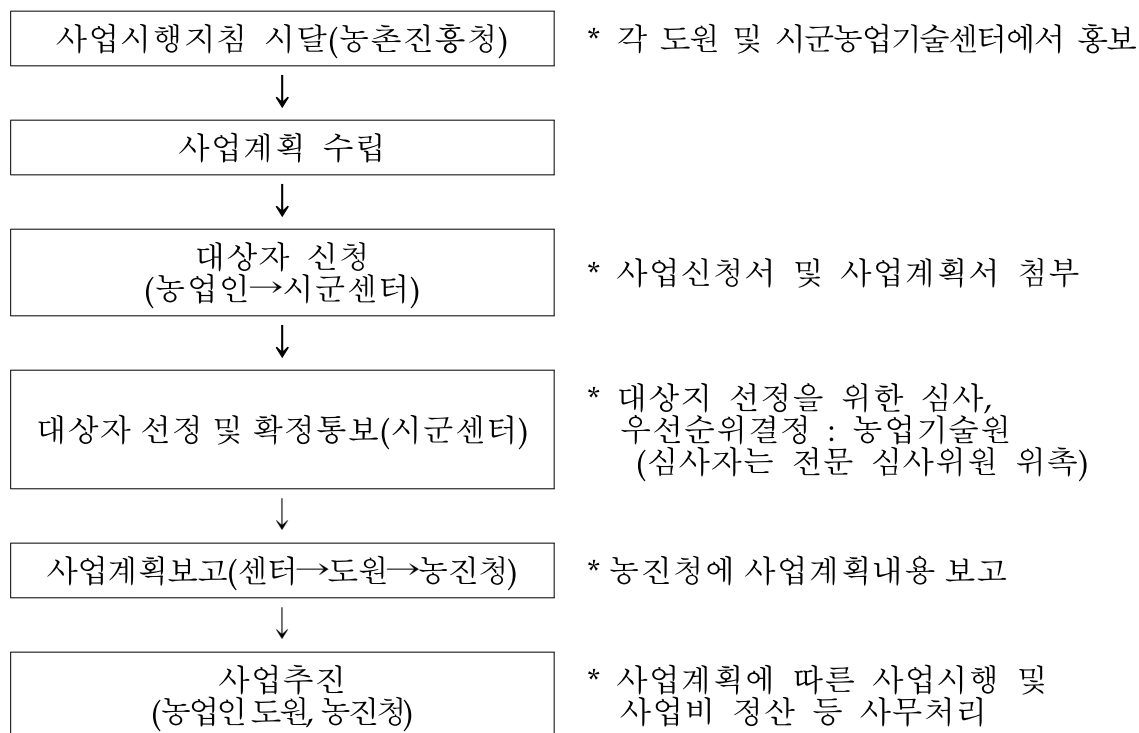 사업시행지침 시달(농촌진흥청)
* 각 도원 및 시군농업기술센터에서 홍보
↓
사업계획 수립
↓
대상자 신청
(농업인→시군센터)
* 사업신청서 및 사업계획서 첨부
↓
대상자 선정 및 확정통보(시군센터)
* 대상지 선정을 위한 심사,
우선순위결정 : 농업기술원
(심사자는 전문 심사위원 위촉)
↓
사업계획보고(센터→도원→농진청)
* 농진청에 사업계획내용 보고
↓
사업추진
(농업인 도원, 농진청)
* 사업계획에 따른 사업시행 및
사업비 정산 등 사무처리